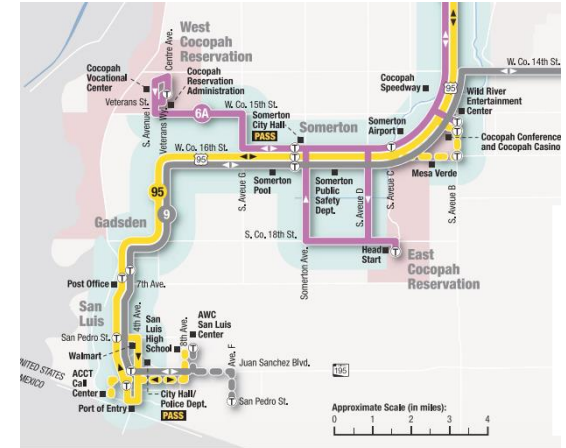 West
Cocopah
Reservation
Centre Ave.
Cocopah
Vocational
Center
Cocopah
Reservation
Administration
Veterans St.
S. Avenue I
Veterans Wy.
6A
W. Co. 15th St.
Somerton
City Hall
PASS
Somerton
Cocopah
Speedway
95
W. Co. 14th St.
Wild River
Entertainment
Center
Somerton
Airport
Cocopah Conference
and Cocopah Casino
W. Co. 16th St.
95
Mesa Verde
S. Aveue G
Somerton
Pool
Somerton
Public
Safety
Dept.
S. Aveue D
S. Aveue C
S. Aveue B
95
9
Gadsden
S. Co. 18th St.
Somerton Ave.
Head
Start
East
Cocopah
Reservation
Post Office
7th Ave.
San
Luis
San Pedro St.
4th Ave.
San
Luis
High
School
8th Ave.
AWC
San Luis
Center
Walmart
Ave. F
Juan Sanchez Blvd.
195
UNITED STATES
MEXICO
ACCT
Call
Center
Port of Entry
City Hall/
Police Dept.
PASS
San Pedro St.
Approximate Scale (in miles):
0 1 2 3 4